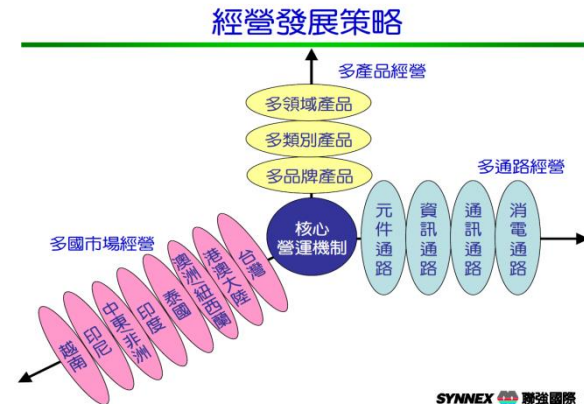 經營發展策略
多產品經營
多領域產品
多類別產品
多品牌產品
多通路經營
元件通路
資訊通路
通訊通路
消電通路
核心
營運機制
多國市場經營
台灣
港澳大陸
澳洲/紐西蘭
泰國
印度
中東/非洲
印尼
越南
SYNNEX 聯強國際